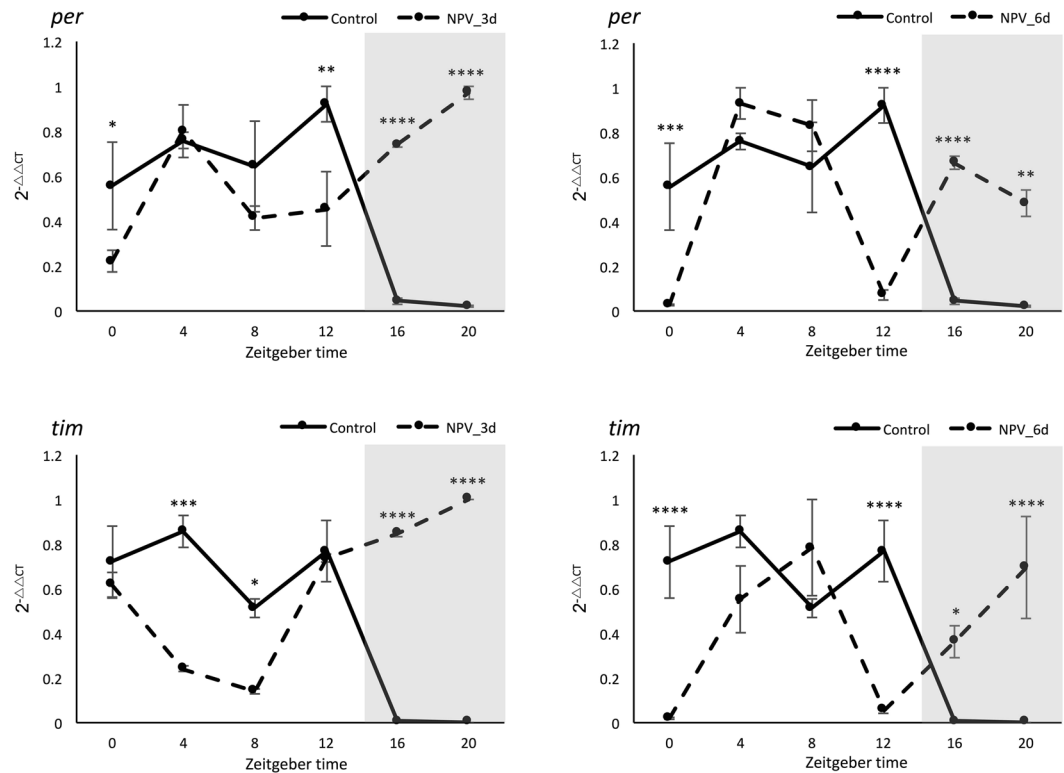 per
Control NPV_3d
1.2
1
0.8
0.6
0.4
0.2
0
2-△△CT
* ** **** ****
0 4 8 12 16 20
Zeitgeber time
per
Control NPV_6d
1.2
1
0.8
0.6
0.4
0.2
0
2-△△CT
*** **** **** **
0 4 8 12 16 20
Zeitgeber time
tim
Control NPV_3d
1.2
1
0.8
0.6
0.4
0.2
0
2-△△CT
*** * **** ****
0 4 8 12 16 20
Zeitgeber time
tim
Control NPV_6d
1.2
1
0.8
0.6
0.4
0.2
0
2-△△CT
**** **** * ****
0 4 8 12 16 20
Zeitgeber time